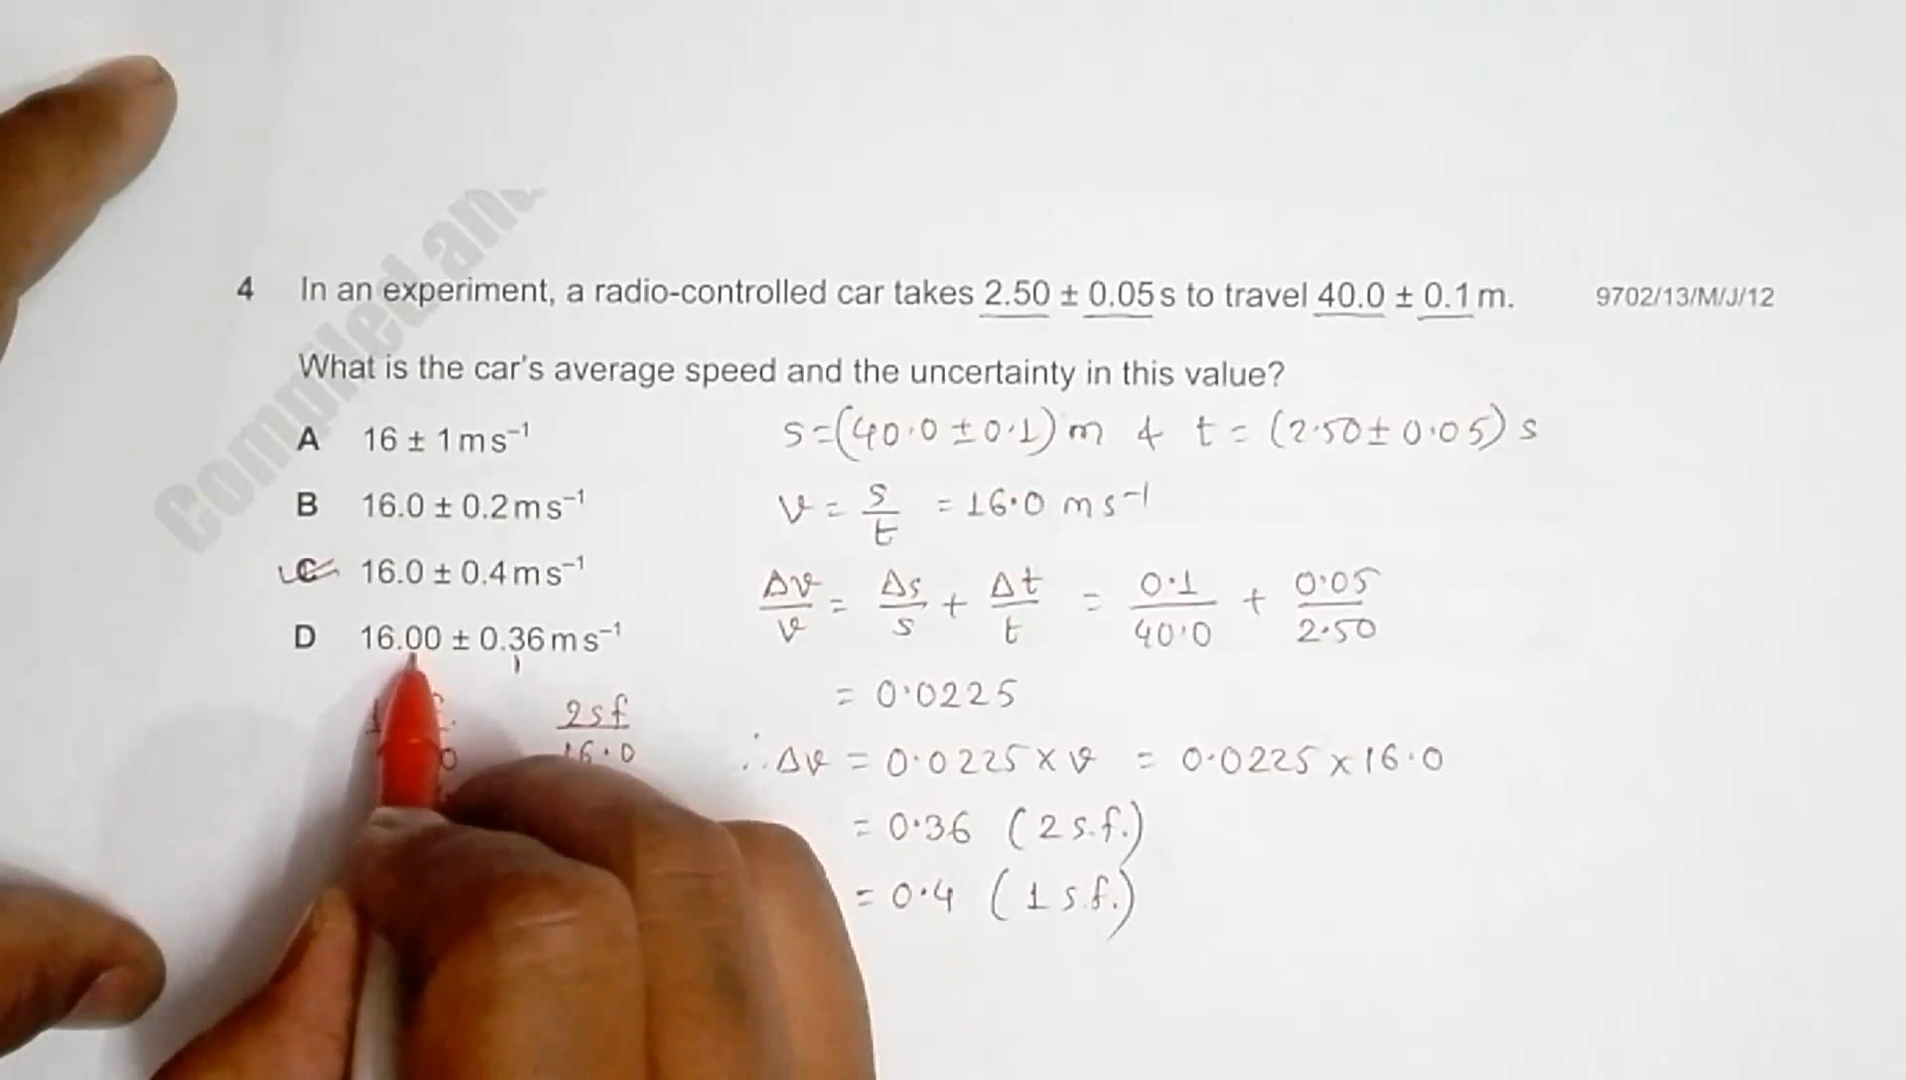 4 In an experiment, a radio-controlled car takes 2.50 ± 0.05 s to travel 40.0 ± 0.1 m. 9702/13/M/J/12
What is the car's average speed and the uncertainty in this value?
A 16 ± 1 m s⁻¹
B 16.0 ± 0.2 m s⁻¹
C 16.0 ± 0.4 m s⁻¹
D 16.00 ± 0.36 m s⁻¹
2sf
16.0
s = (40.0 ± 0.1) m & t = (2.50 ± 0.05) s
v = s/t = 16.0 m s⁻¹
Δv/v = Δs/s + Δt/t = 0.1/40.0 + 0.05/2.50
= 0.0225
∴ Δv = 0.0225 × v = 0.0225 × 16.0
= 0.36 (2 s.f.)
= 0.4 (1 s.f.)
Compiled and